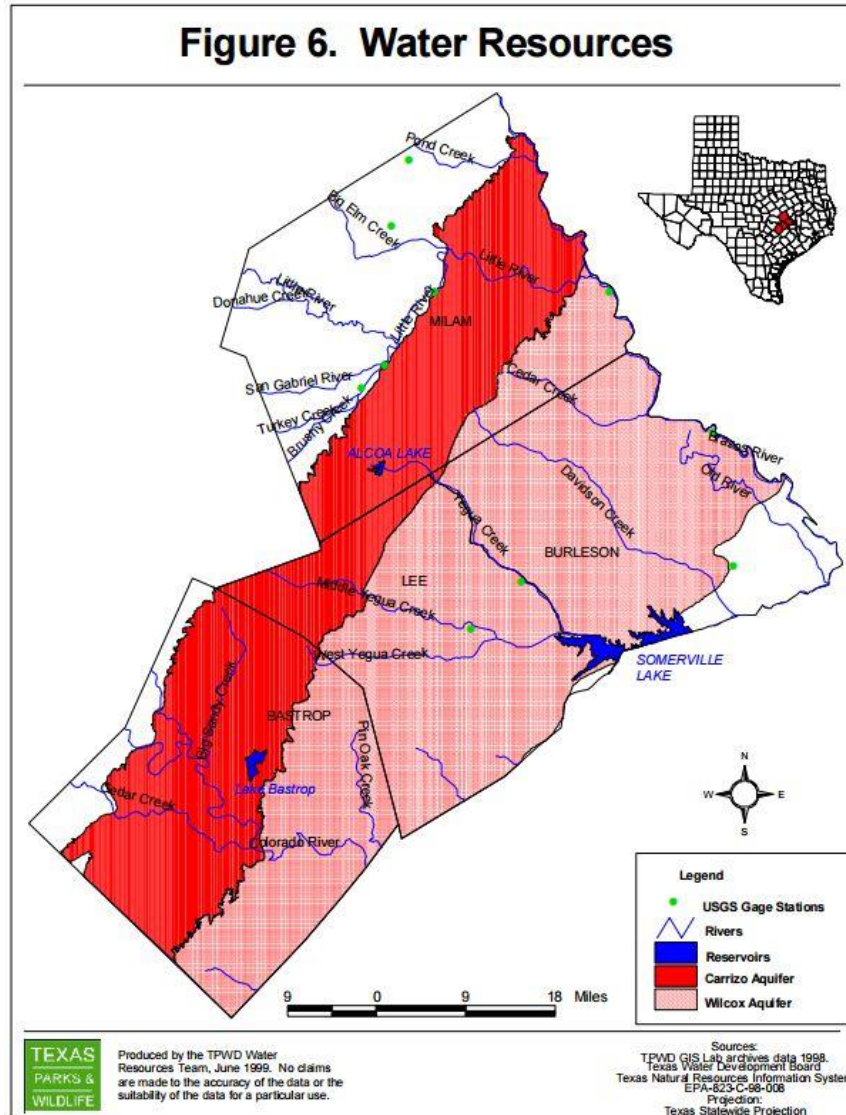 Figure 6. Water Resources
Pond Creek
Big Elm Creek
Little River
Little River
Donahue Creek
Little River
MILAM
San Gabriel River
Cedar Creek
Turkey Creek
Brushy Creek
ALCOA LAKE
Brazos River
Old River
Davidson Creek
Yegua Creek
BURLESON
LEE
Middle Yegua Creek
West Yegua Creek
SOMERVILLE
LAKE
Big Sandy Creek
BASTROP
Pin Oak Creek
Lake Bastrop
Cedar Creek
Colorado River
N
W E
S
Legend
USGS Gage Stations
Rivers
Reservoirs
Carrizo Aquifer
Wilcox Aquifer
9 0 9 18 Miles
TEXAS
PARKS &
WILDLIFE
Produced by the TPWD Water
Resources Team, June 1999. No claims
are made to the accuracy of the data or the
suitability of the data for a particular use.
Sources:
TPWD GIS Lab archives data 1998.
Texas Water Development Board
Texas Natural Resources Information System
EPA-823-C-98-008
Projection:
Texas Statewide Projection